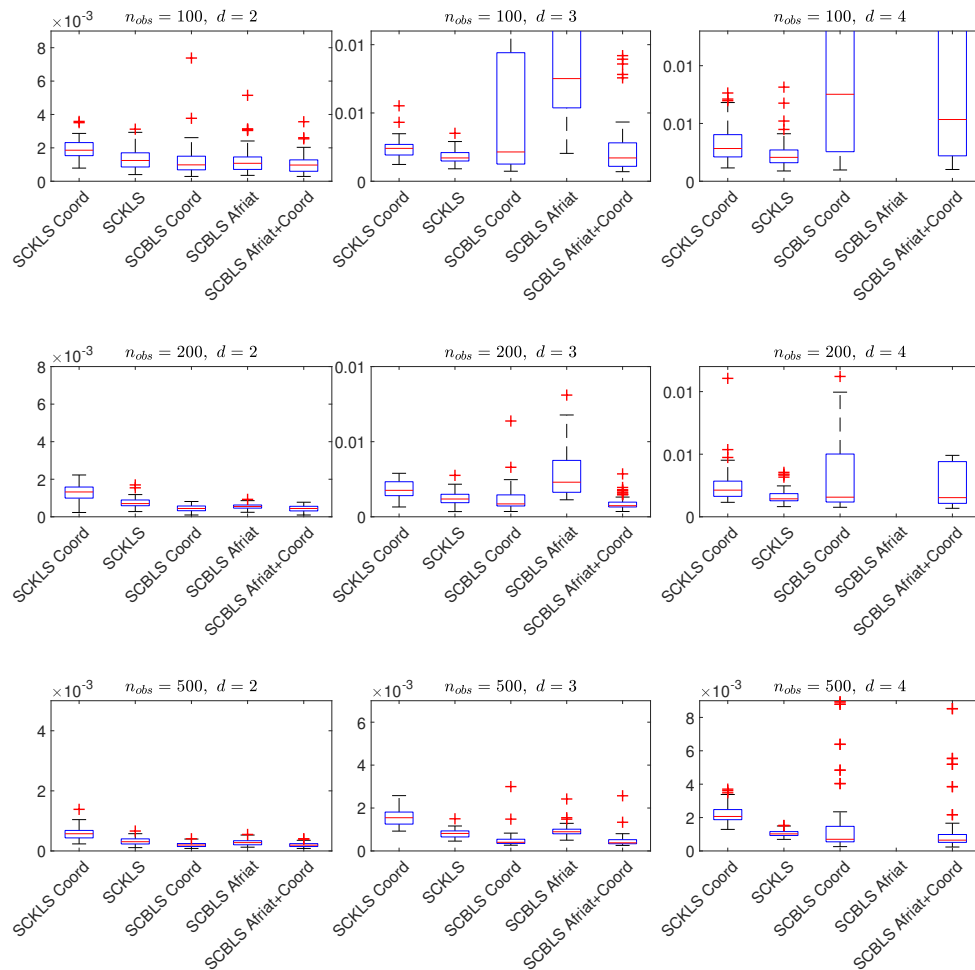 n_obs = 100, d = 2
×10^-3
8
6
4
2
0
SCKLS Coord
SCKLS
SCBLS Coord
SCBLS Afriat
SCBLS Afriat+Coord
n_obs = 100, d = 3
0.01
0.01
0
SCKLS Coord
SCKLS
SCBLS Coord
SCBLS Afriat
SCBLS Afriat+Coord
n_obs = 100, d = 4
0.01
0.01
0
SCKLS Coord
SCKLS
SCBLS Coord
SCBLS Afriat
SCBLS Afriat+Coord
n_obs = 200, d = 2
×10^-3
8
6
4
2
0
SCKLS Coord
SCKLS
SCBLS Coord
SCBLS Afriat
SCBLS Afriat+Coord
n_obs = 200, d = 3
0.01
0.01
0
SCKLS Coord
SCKLS
SCBLS Coord
SCBLS Afriat
SCBLS Afriat+Coord
n_obs = 200, d = 4
0.01
0.01
0
SCKLS Coord
SCKLS
SCBLS Coord
SCBLS Afriat
SCBLS Afriat+Coord
n_obs = 500, d = 2
×10^-3
4
2
0
SCKLS Coord
SCKLS
SCBLS Coord
SCBLS Afriat
SCBLS Afriat+Coord
n_obs = 500, d = 3
×10^-3
6
4
2
0
SCKLS Coord
SCKLS
SCBLS Coord
SCBLS Afriat
SCBLS Afriat+Coord
n_obs = 500, d = 4
×10^-3
8
6
4
2
0
SCKLS Coord
SCKLS
SCBLS Coord
SCBLS Afriat
SCBLS Afriat+Coord